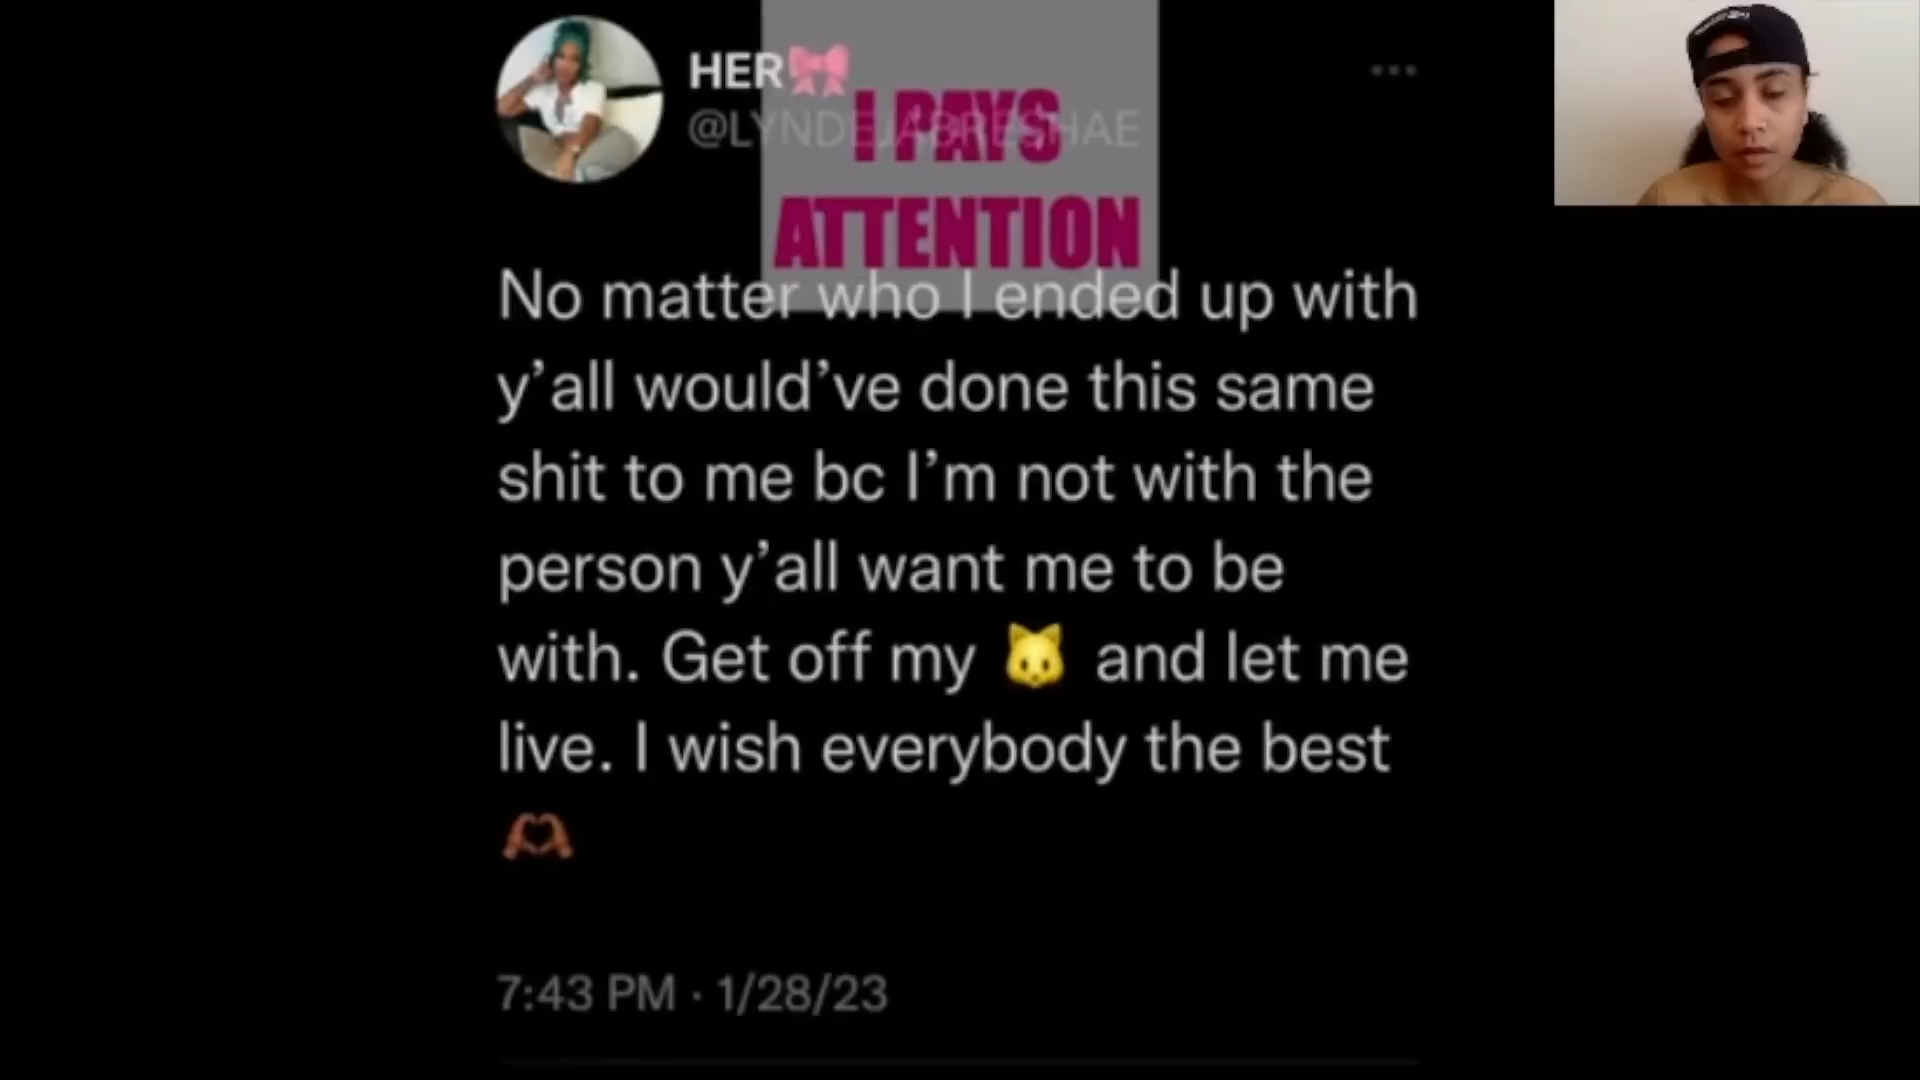 HER🎀
@LYNDEJABRESHAE
I PAYS
ATTENTION
No matter who I ended up with
y’all would’ve done this same
shit to me bc I’m not with the
person y’all want me to be
with. Get off my 🐱 and let me
live. I wish everybody the best
🫶🏾
7:43 PM · 1/28/23